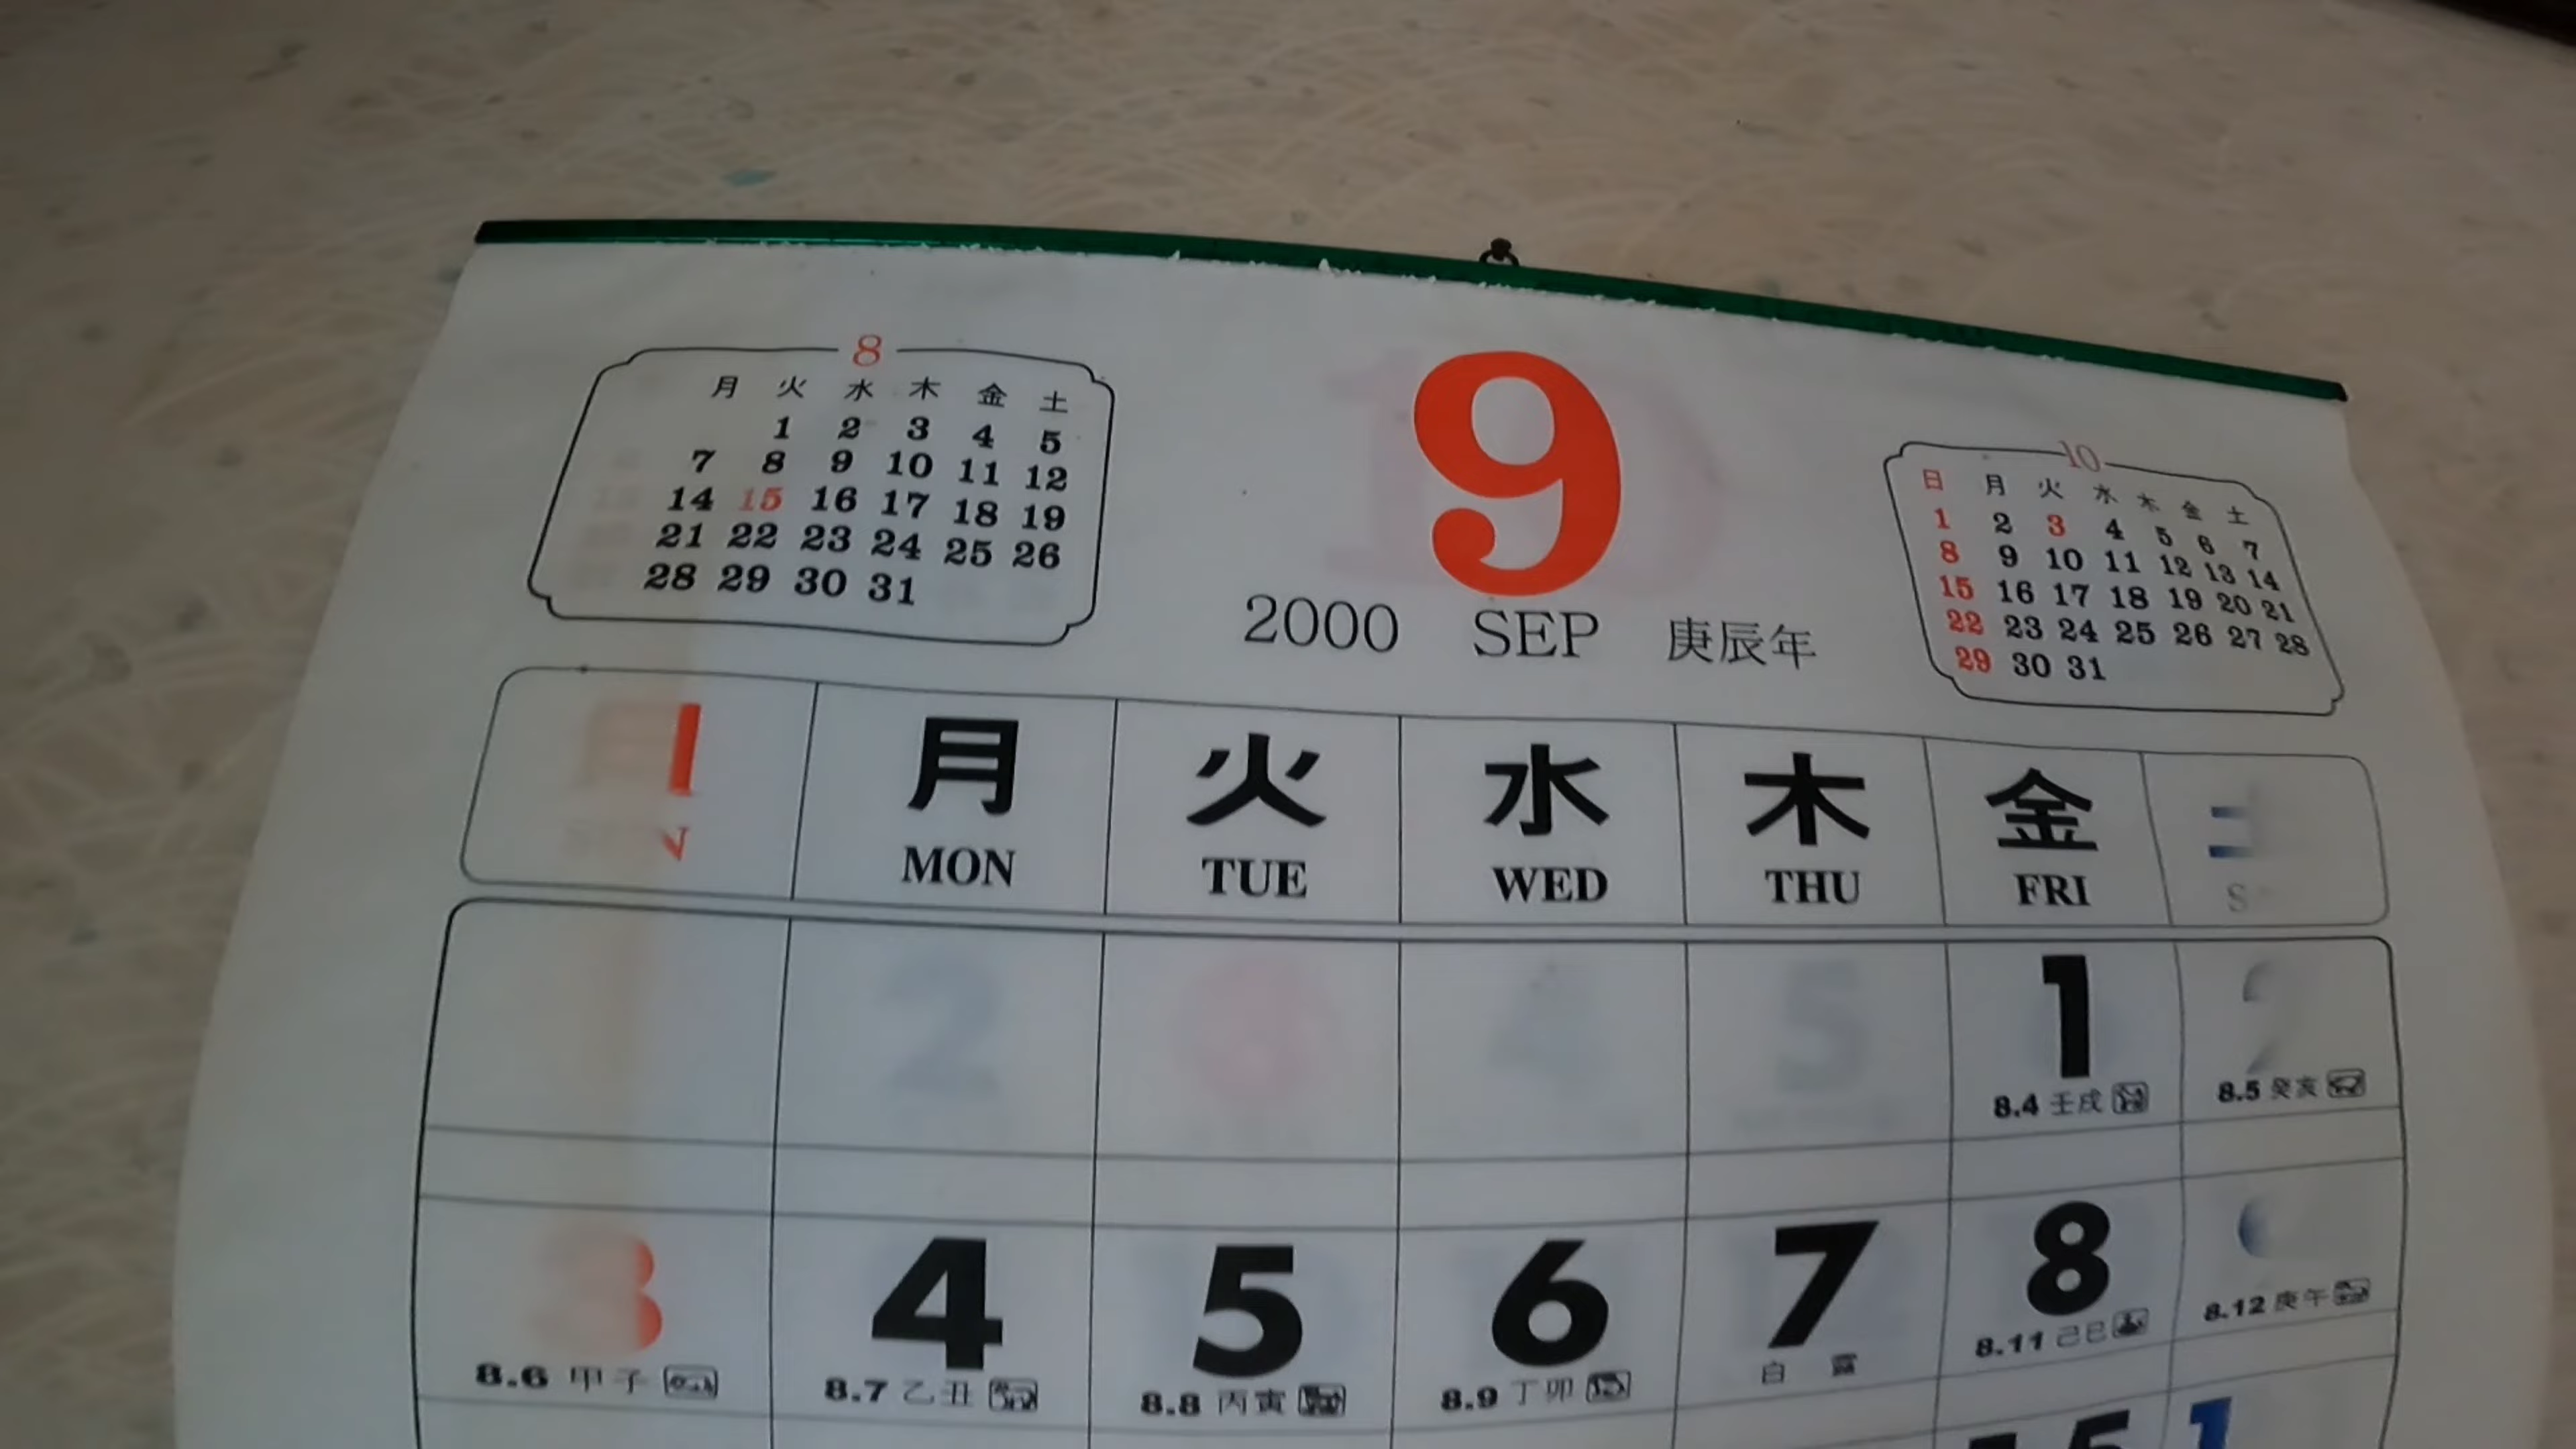 8
月 火 水 木 金 土
1 2 3 4 5
7 8 9 10 11 12
14 15 16 17 18 19
21 22 23 24 25 26
28 29 30 31
9
2000 SEP 庚辰年
10
日 月 火 水 木 金 土
1 2 3 4 5 6 7
8 9 10 11 12 13 14
15 16 17 18 19 20 21
22 23 24 25 26 27 28
29 30 31
月 火 水 木 金
MON TUE WED THU FRI
1 2
8.4 壬戌 8.5 癸亥
3 4 5 6 7 8
8.6 甲子 8.7 乙丑 8.8 丙寅 8.9 丁卯 白露 8.11 己巳 8.12 庚午